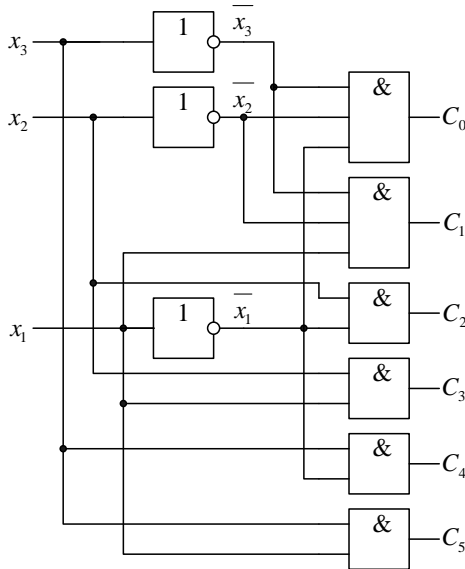 x₃ 1 x̅₃
&
x₂ 1 x̅₂ C₀
&
C₁
&
x₁ 1 x̅₁ C₂
&
C₃
&
C₄
&
C₅